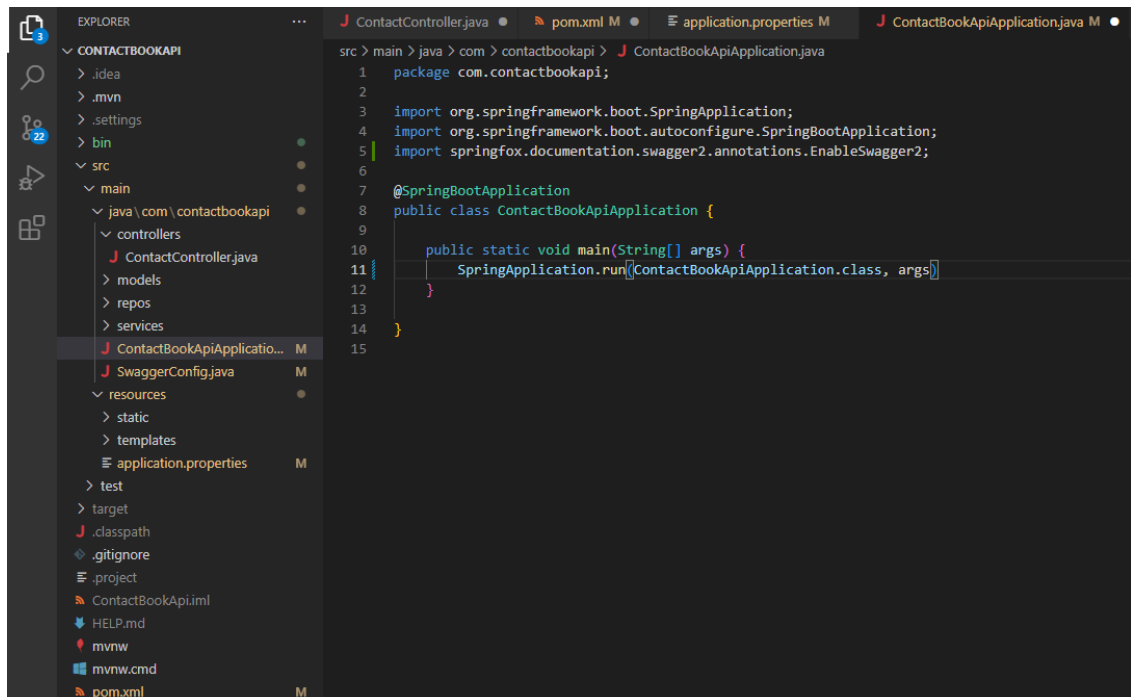 EXPLORER ...
CONTACTBOOKAPI
.idea
.mvn
.settings
bin
src
main
java\com\contactbookapi
controllers
ContactController.java
models
repos
services
ContactBookApiApplicatio... M
SwaggerConfig.java M
resources
static
templates
application.properties M
test
target
.classpath
.gitignore
.project
ContactBookApi.iml
HELP.md
mvnw
mvnw.cmd
pom.xml M
3
22
ContactController.java
pom.xml M
application.properties M
ContactBookApiApplication.java M
src > main > java > com > contactbookapi > ContactBookApiApplication.java
1 package com.contactbookapi;
2
3 import org.springframework.boot.SpringApplication;
4 import org.springframework.boot.autoconfigure.SpringBootApplication;
5 import springfox.documentation.swagger2.annotations.EnableSwagger2;
6
7 @SpringBootApplication
8 public class ContactBookApiApplication {
9
10 public static void main(String[] args) {
11 SpringApplication.run(ContactBookApiApplication.class, args)
12 }
13
14 }
15